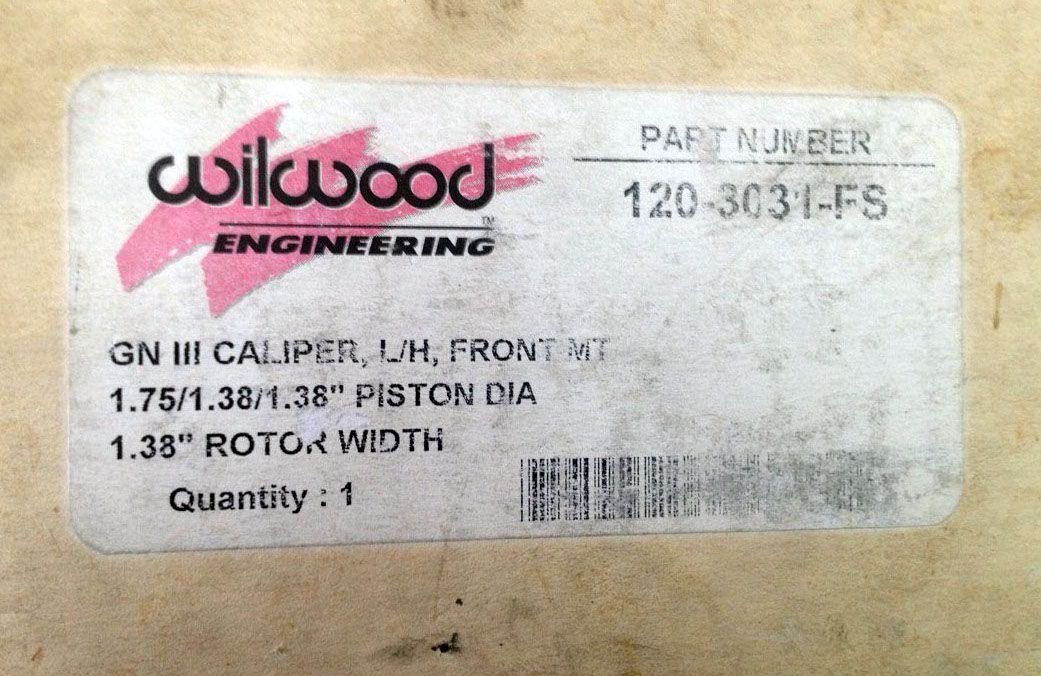 wilwood
TM
ENGINEERING
PART NUMBER
120-3031-FS
GN III CALIPER, L/H, FRONT MT
1.75/1.38/1.38" PISTON DIA
1.38" ROTOR WIDTH
Quantity : 1